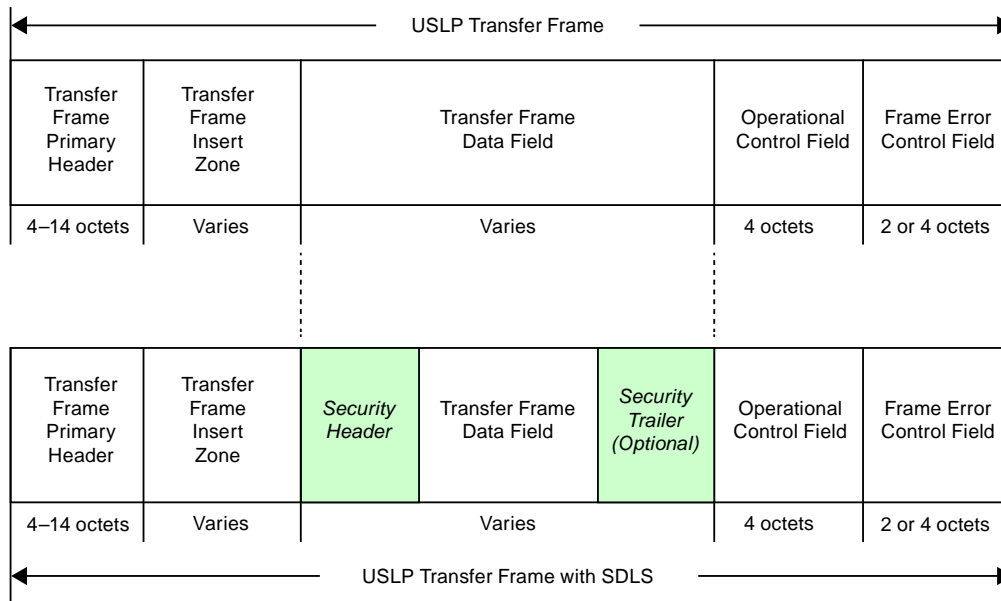 USLP Transfer Frame
Transfer
Frame
Primary
Header
Transfer
Frame
Insert
Zone
Transfer Frame
Data Field
Operational
Control Field
Frame Error
Control Field
4–14 octets
Varies
Varies
4 octets
2 or 4 octets
Transfer
Frame
Primary
Header
Transfer
Frame
Insert
Zone
Security
Header
Transfer Frame
Data Field
Security
Trailer
(Optional)
Operational
Control Field
Frame Error
Control Field
4–14 octets
Varies
Varies
4 octets
2 or 4 octets
USLP Transfer Frame with SDLS